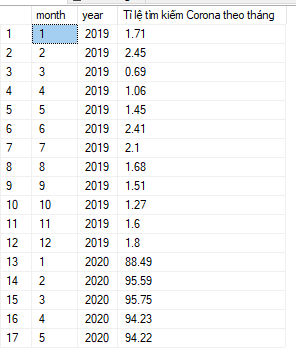 month year Tỉ lệ tìm kiếm Corona theo tháng
1 1 2019 1.71
2 2 2019 2.45
3 3 2019 0.69
4 4 2019 1.06
5 5 2019 1.45
6 6 2019 2.41
7 7 2019 2.1
8 8 2019 1.68
9 9 2019 1.51
10 10 2019 1.27
11 11 2019 1.6
12 12 2019 1.8
13 1 2020 88.49
14 2 2020 95.59
15 3 2020 95.75
16 4 2020 94.23
17 5 2020 94.22